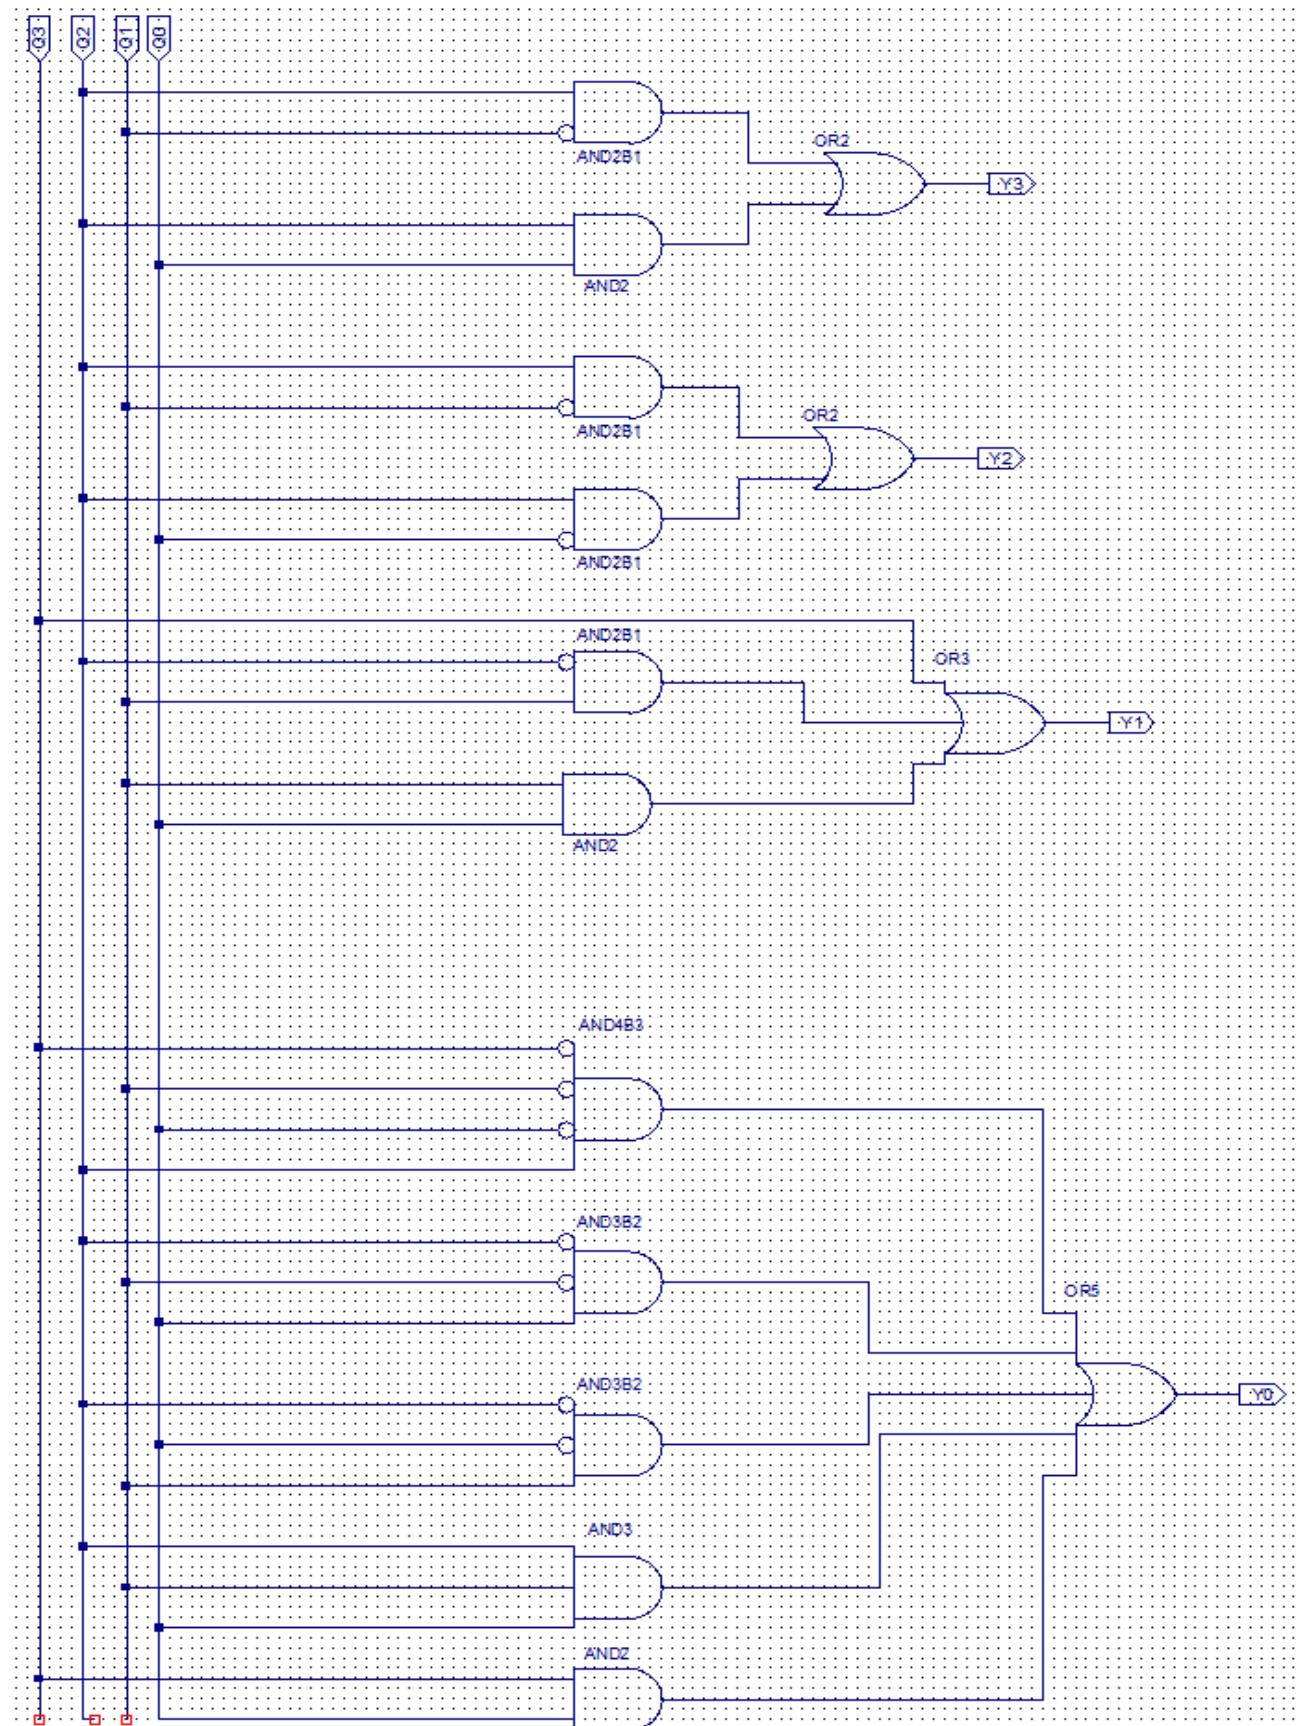 Q3 Q2 Q1 Q0
AND2B1
OR2
Y3
AND2
AND2B1
OR2
Y2
AND2B1
AND2B1
OR3
Y1
AND2
AND4B3
AND3B2
OR5
AND3B2
Y0
AND3
AND2